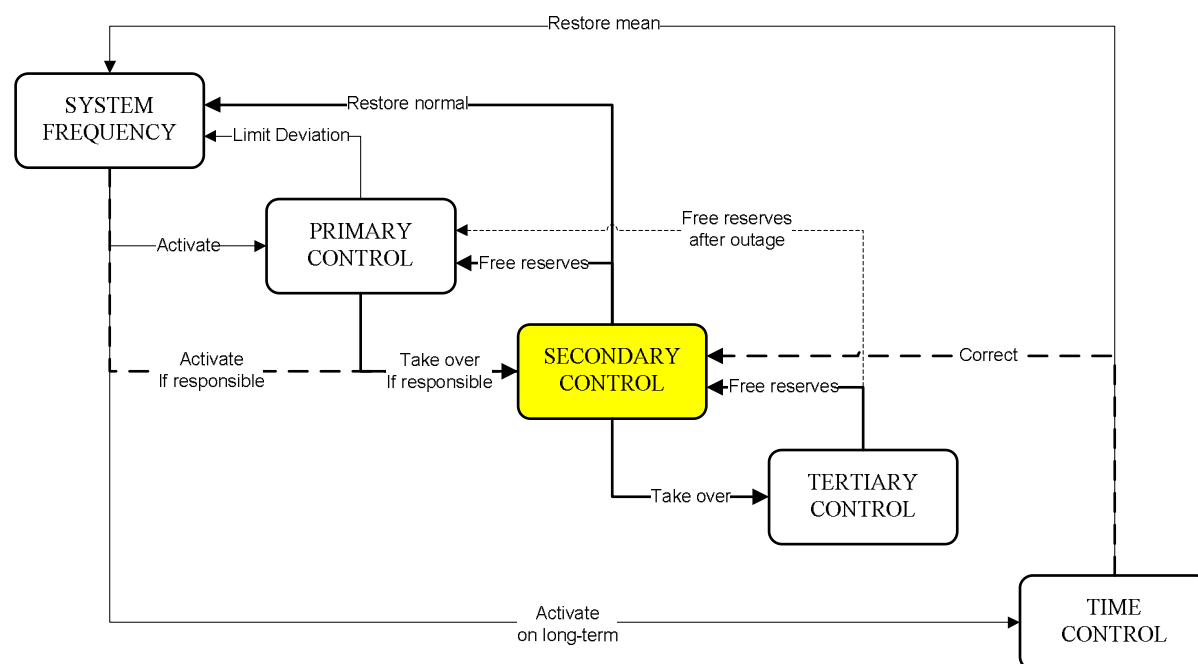 Restore mean
SYSTEM
FREQUENCY
Restore normal
Limit Deviation
PRIMARY
CONTROL
Activate
Free reserves
after outage
Free reserves
SECONDARY
CONTROL
Activate
If responsible
Take over
If responsible
Correct
Free reserves
TERTIARY
CONTROL
Take over
Activate
on long-term
TIME
CONTROL